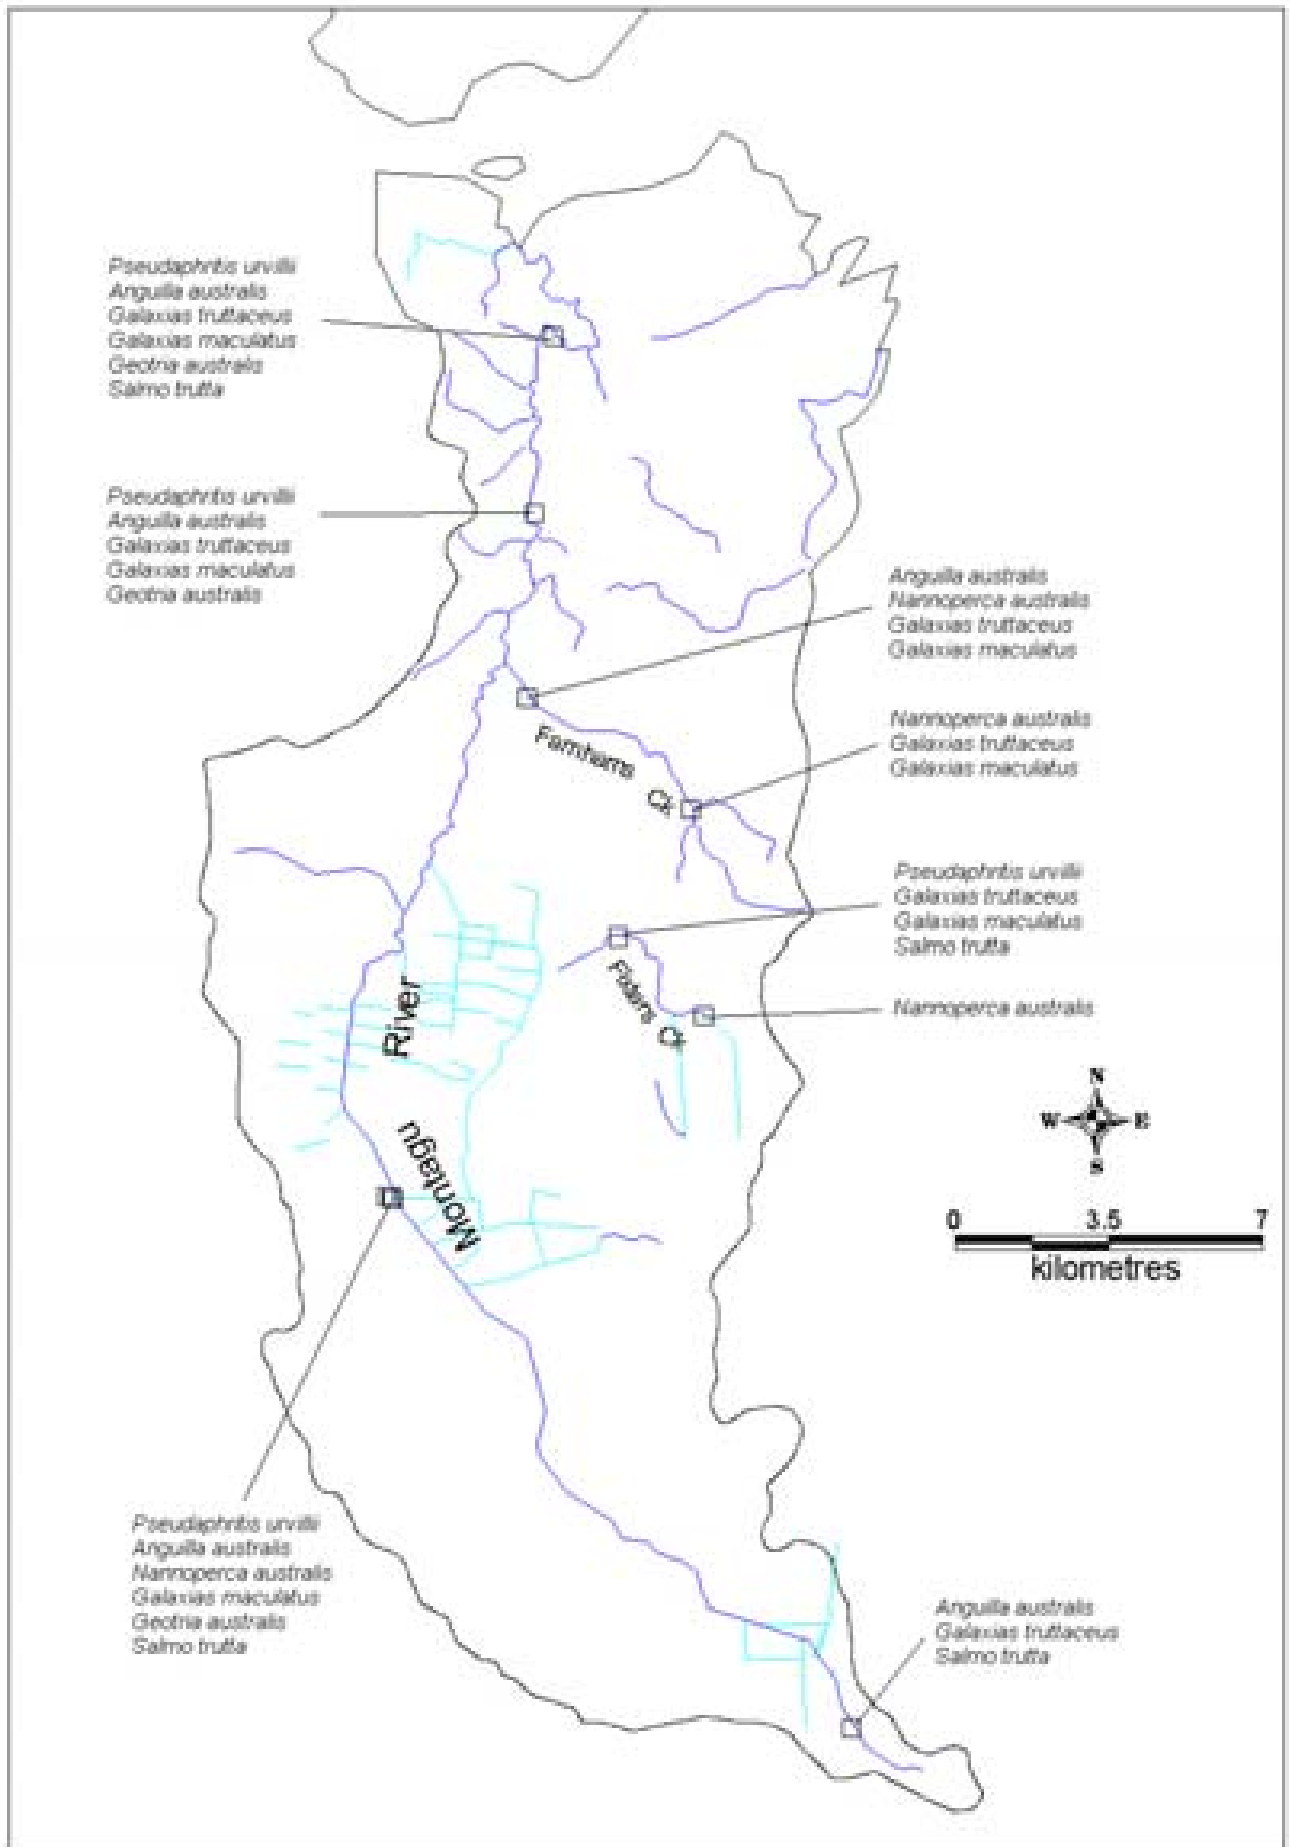 Pseudaphritis urvillii
Anguilla australis
Galaxias truttaceus
Galaxias maculatus
Geotria australis
Salmo trutta
Pseudaphritis urvillii
Anguilla australis
Galaxias truttaceus
Galaxias maculatus
Geotria australis
Anguilla australis
Nannoperca australis
Galaxias truttaceus
Galaxias maculatus
Nannoperca australis
Galaxias truttaceus
Galaxias maculatus
Farnhams Ck
Pseudaphritis urvillii
Galaxias truttaceus
Galaxias maculatus
Salmo trutta
Nannoperca australis
Fixters Ck
Montagu River
N
W E
S
0 3.5 7
kilometres
Pseudaphritis urvillii
Anguilla australis
Nannoperca australis
Galaxias maculatus
Geotria australis
Salmo trutta
Anguilla australis
Galaxias truttaceus
Salmo trutta